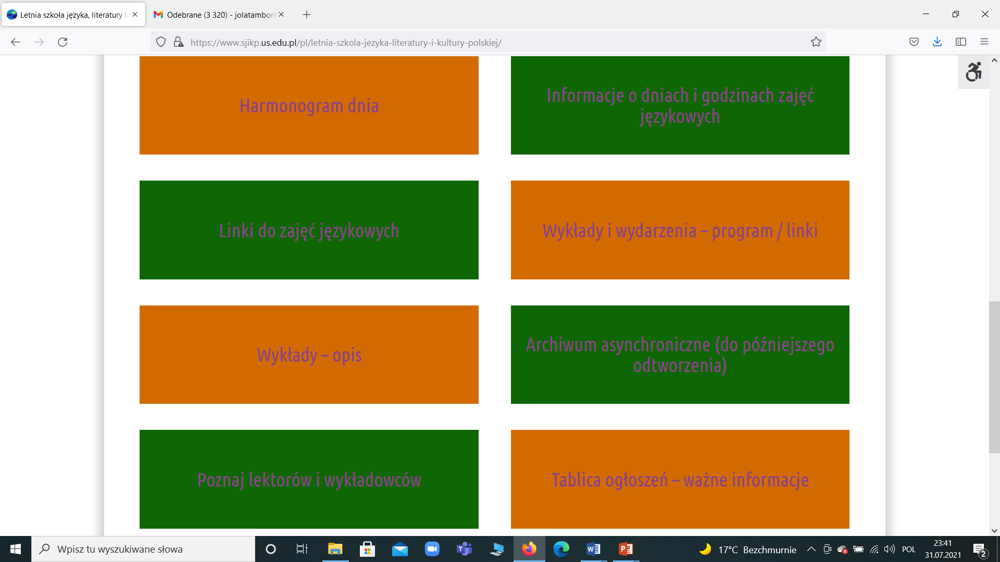 Letnia szkoła języka, literatury i
Odebrane (3 320) - jolatambor
https://www.sjikp.us.edu.pl/pl/letnia-szkola-jezyka-literatury-i-kultury-polskiej/
Harmonogram dnia
Informacje o dniach i godzinach zajęć
językowych
Linki do zajęć językowych
Wykłady i wydarzenia – program / linki
Wykłady – opis
Archiwum asynchroniczne (do późniejszego
odtworzenia)
Poznaj lektorów i wykładowców
Tablica ogłoszeń – ważne informacje
Wpisz tu wyszukiwane słowa
17°C Bezchmurnie
POL
23:41
31.07.2021
2